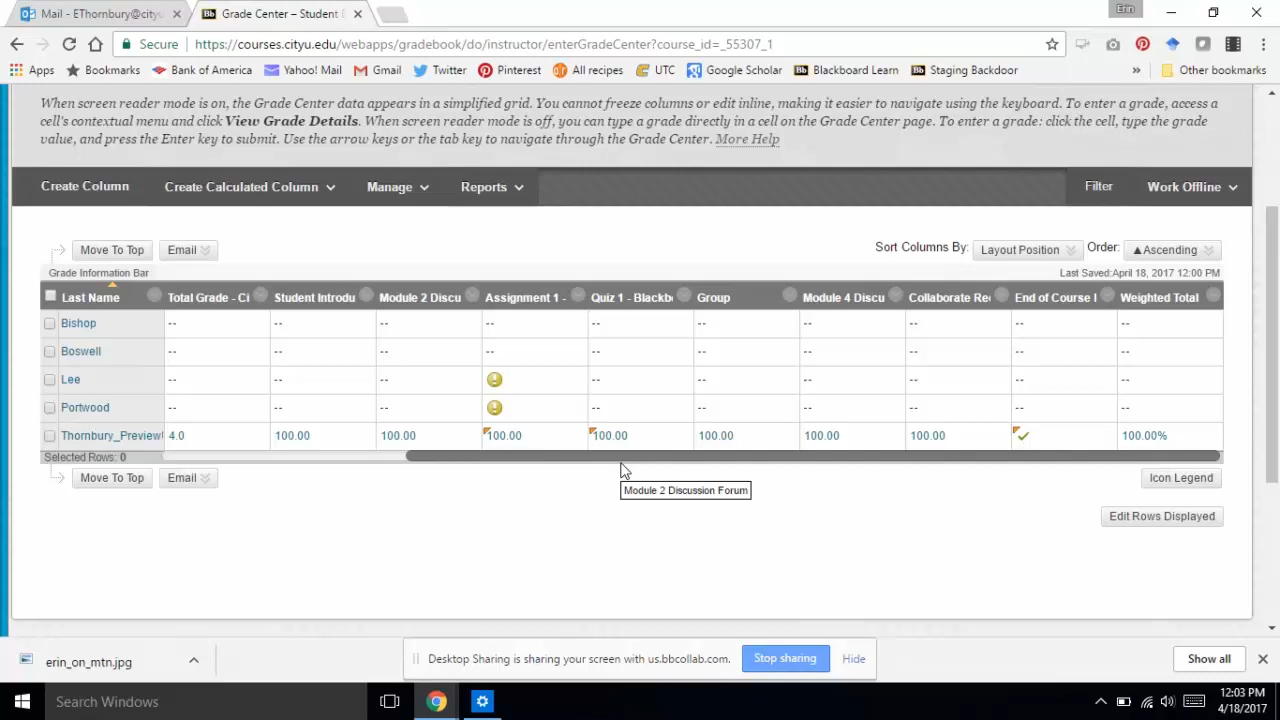 Mail - EThornbury@cityu
Grade Center – Student
Erin
Secure
https://courses.cityu.edu/webapps/gradebook/do/instructor/enterGradeCenter?course_id=_55307_1
Apps Bookmarks Bank of America Yahoo! Mail Gmail Twitter Pinterest All recipes UTC Google Scholar Blackboard Learn Staging Backdoor » Other bookmarks
When screen reader mode is on, the Grade Center data appears in a simplified grid. You cannot freeze columns or edit inline, making it easier to navigate using the keyboard. To enter a grade, access a
cell's contextual menu and click View Grade Details. When screen reader mode is off, you can type a grade directly in a cell on the Grade Center page. To enter a grade: click the cell, type the grade
value, and press the Enter key to submit. Use the arrow keys or the tab key to navigate through the Grade Center. More Help
Create Column Create Calculated Column Manage Reports Filter Work Offline
Move To Top Email Sort Columns By: Layout Position Order: ▲Ascending
Grade Information Bar Last Saved:April 18, 2017 12:00 PM
Last Name Total Grade - Ci Student Introdu Module 2 Discu Assignment 1 - Quiz 1 - Blackb Group Module 4 Discu Collaborate Re End of Course Weighted Total
Bishop -- -- -- -- -- -- -- -- -- --
Boswell -- -- -- -- -- -- -- -- -- --
Lee -- -- -- -- -- -- -- -- --
Portwood -- -- -- -- -- -- -- -- --
Thornbury_Preview 4.0 100.00 100.00 100.00 100.00 100.00 100.00 100.00 100.00%
Selected Rows: 0
Move To Top Email Icon Legend
Module 2 Discussion Forum
Edit Rows Displayed
erin_on_mtn.jpg
Desktop Sharing is sharing your screen with us.bbcollab.com. Stop sharing Hide
Show all
Search Windows
12:03 PM
4/18/2017